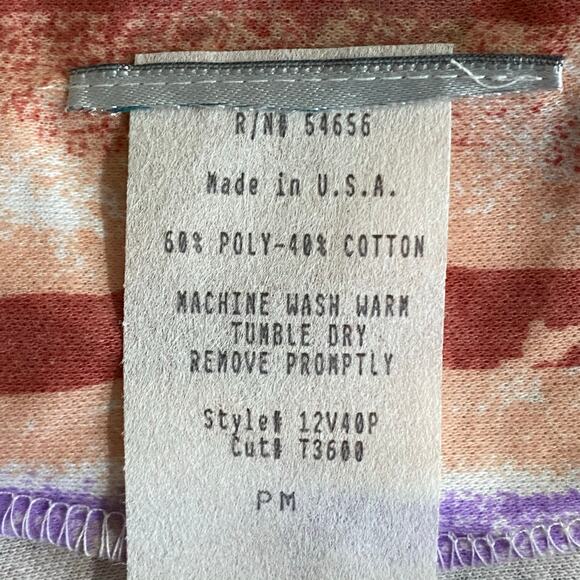 R/N# 54656
Made in U.S.A.
60% POLY-40% COTTON
MACHINE WASH WARM
TUMBLE DRY
REMOVE PROMPTLY
Style# 12V40P
Cut# T3600
PM